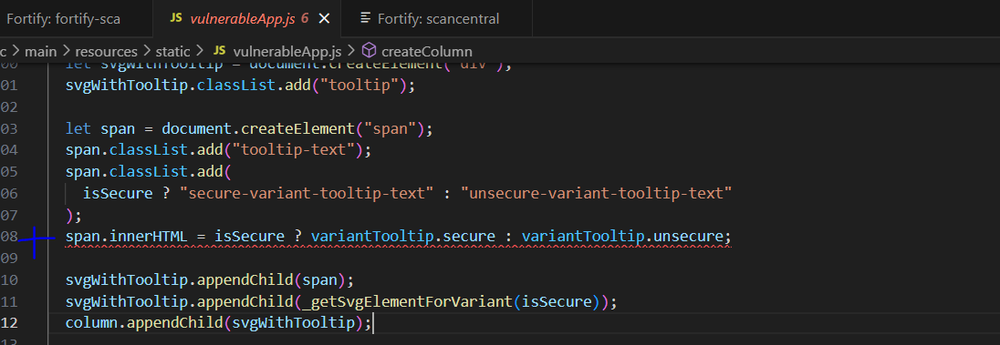 Fortify: fortify-sca JS vulnerableApp.js 6 × Fortify: scancentral
c > main > resources > static > JS vulnerableApp.js > createColumn
00 let svgWithTooltip = document.createElement("div");
01 svgWithTooltip.classList.add("tooltip");
02
03 let span = document.createElement("span");
04 span.classList.add("tooltip-text");
05 span.classList.add(
06 isSecure ? "secure-variant-tooltip-text" : "unsecure-variant-tooltip-text"
07 );
08 span.innerHTML = isSecure ? variantTooltip.secure : variantTooltip.unsecure;
09
10 svgWithTooltip.appendChild(span);
11 svgWithTooltip.appendChild(_getSvgElementForVariant(isSecure));
12 column.appendChild(svgWithTooltip);
13